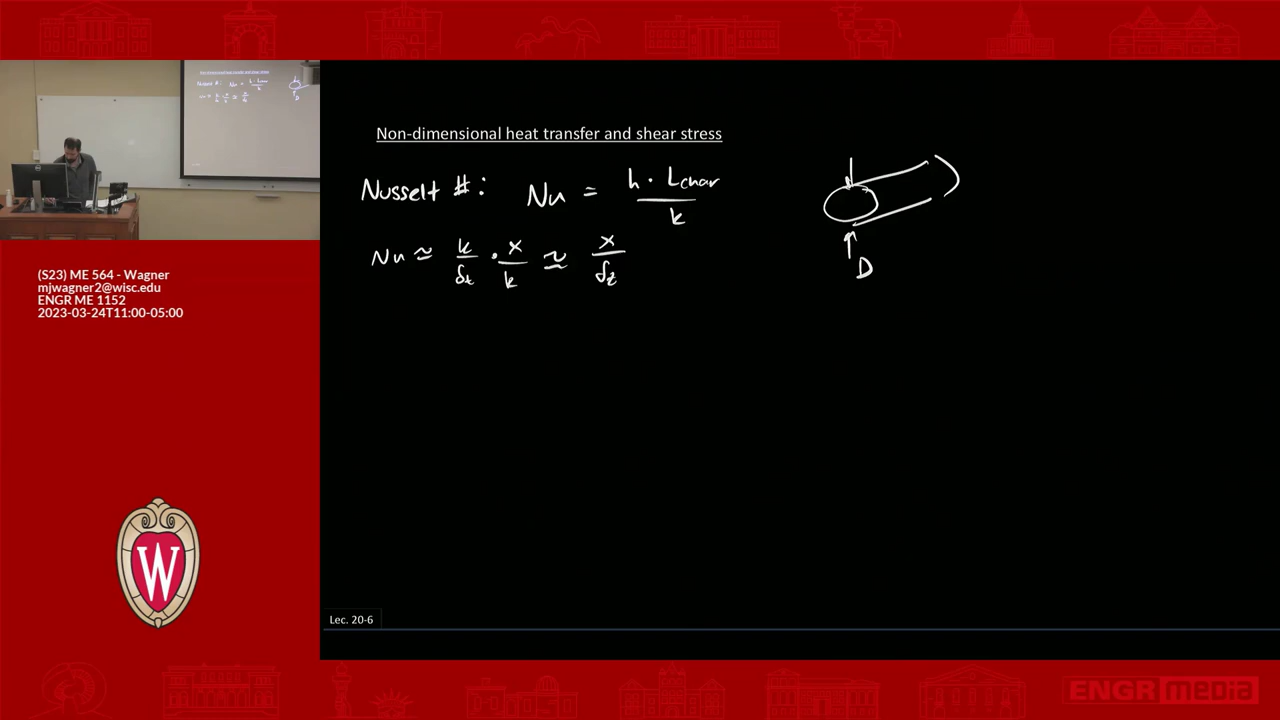 Non-dimensional heat transfer and shear stress
Nusselt #: Nu = h · Lchar / k
Nu ≈ k/δt · x/k ≅ x/δt
D
(S23) ME 564 - Wagner
mjwagner2@wisc.edu
ENGR ME 1152
2023-03-24T11:00-05:00
W
Lec. 20-6
ENGR media